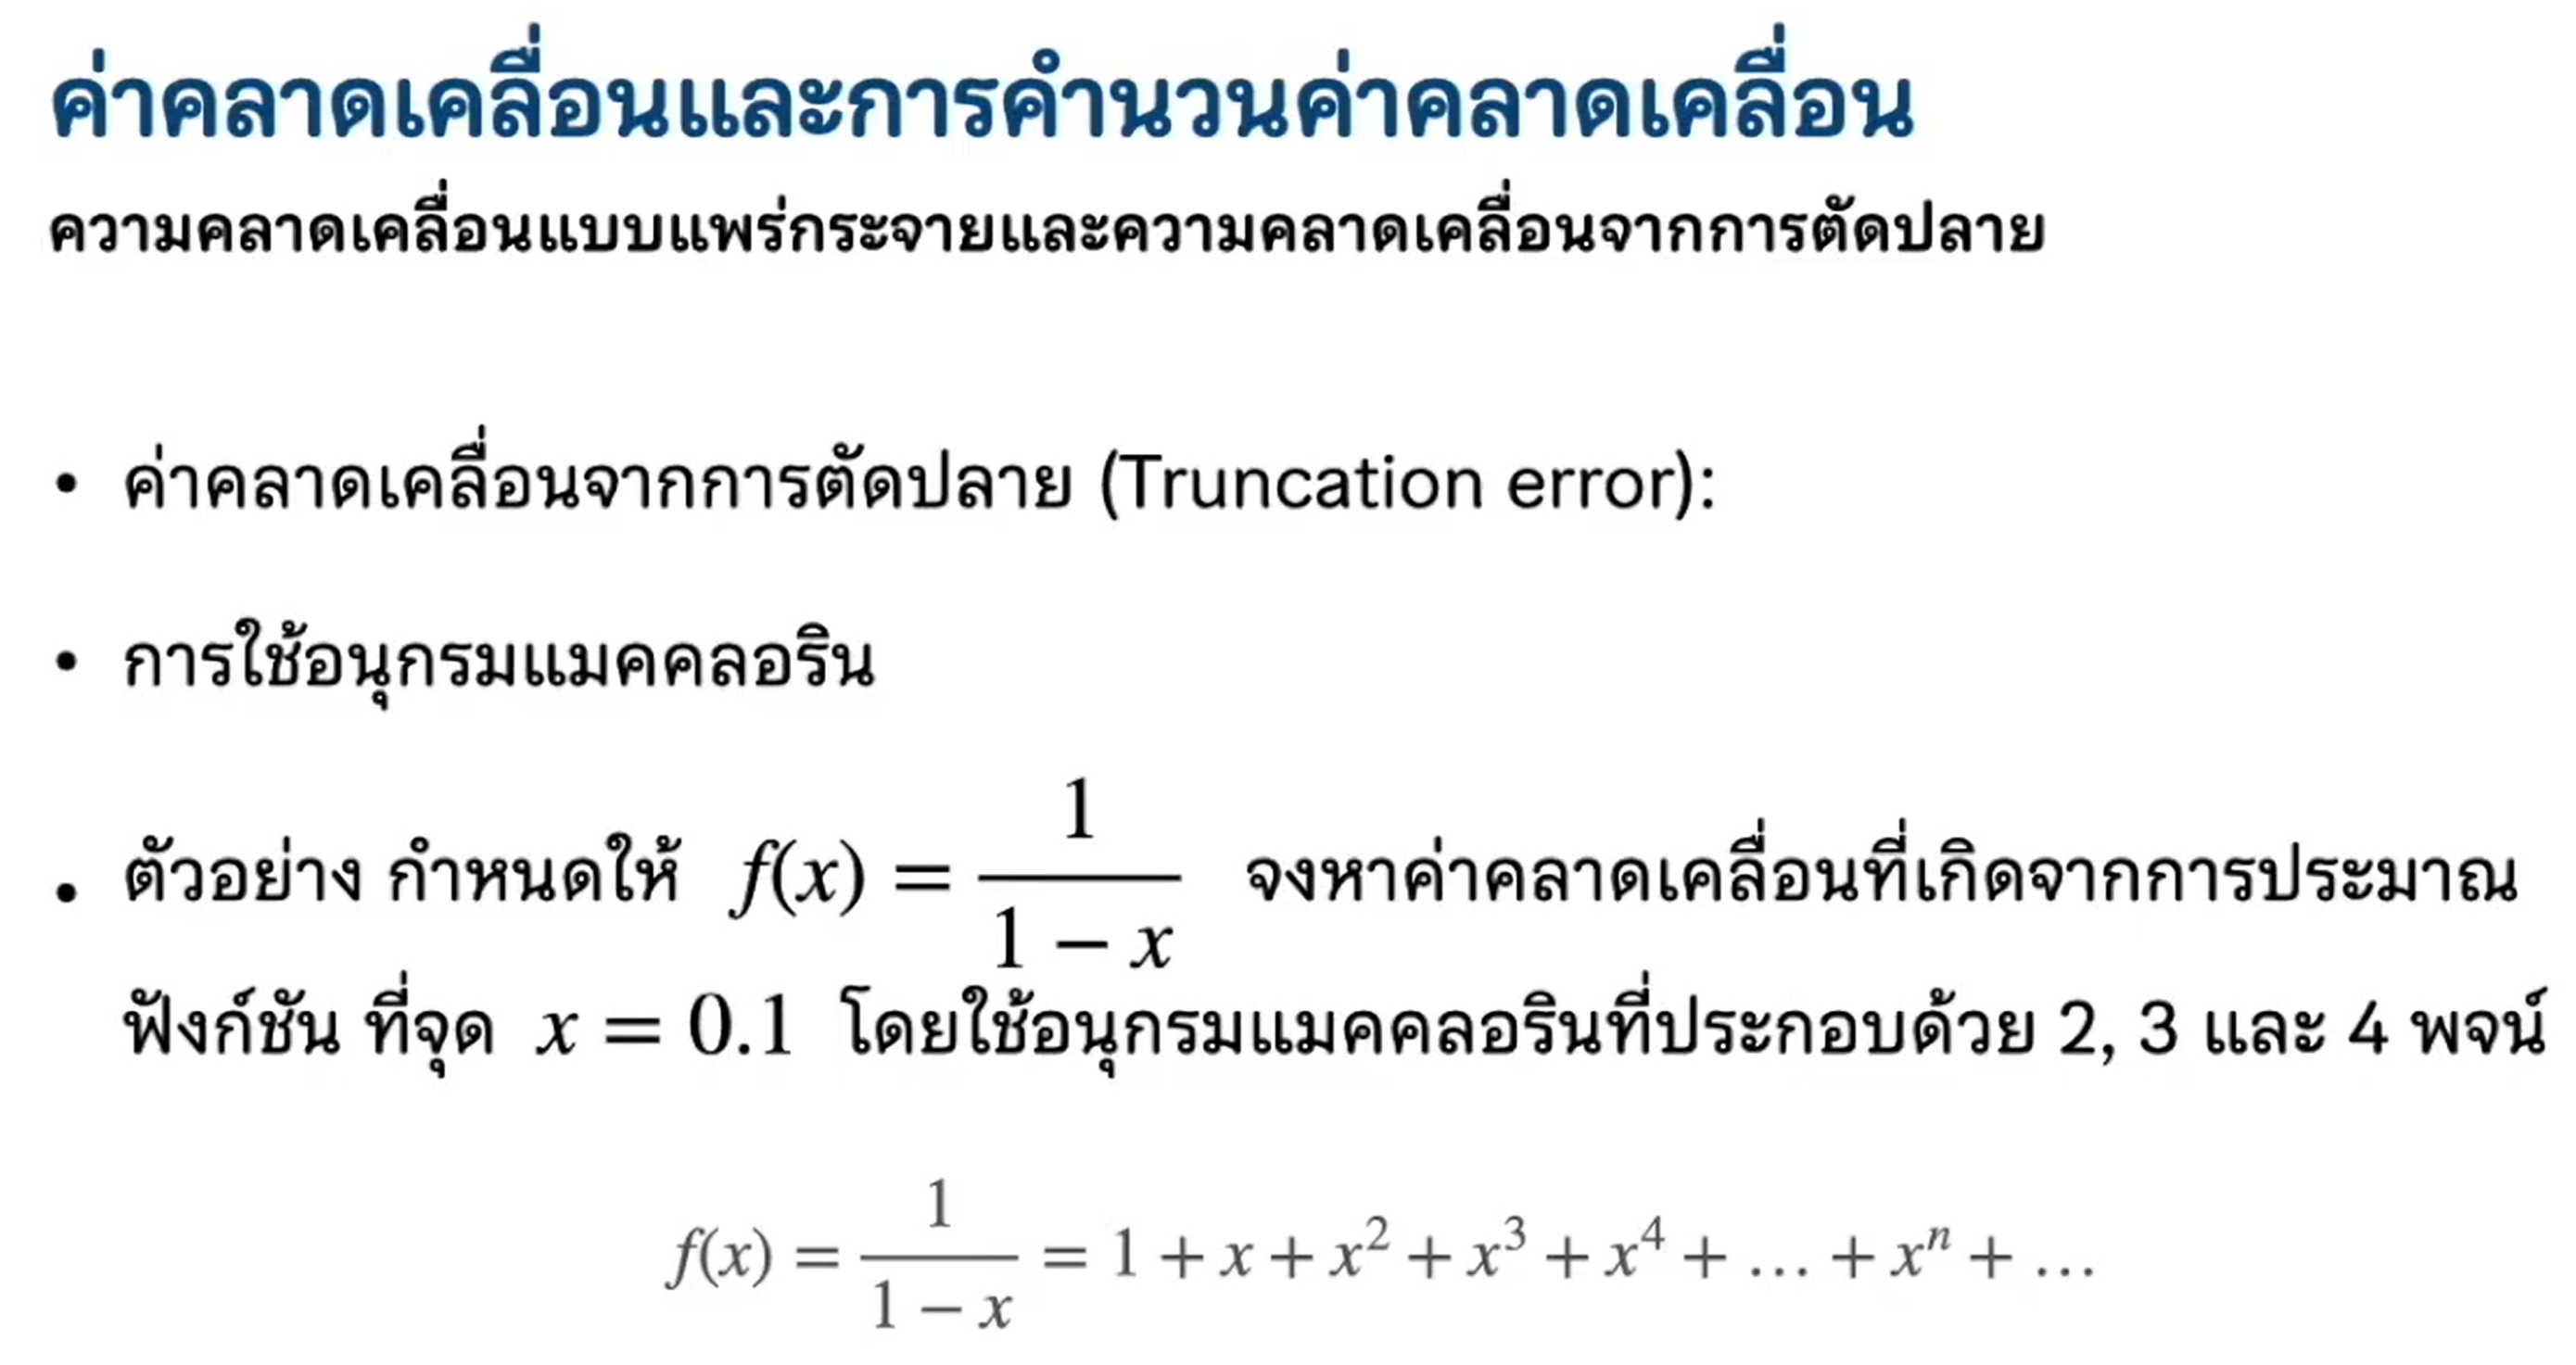 ค่าคลาดเคลื่อนและการคำนวนค่าคลาดเคลื่อน
ความคลาดเคลื่อนแบบแพร่กระจายและความคลาดเคลื่อนจากการตัดปลาย
• ค่าคลาดเคลื่อนจากการตัดปลาย (Truncation error):
• การใช้อนุกรมแมคคลอริน
• ตัวอย่าง กำหนดให้ f(x) = \frac{1}{1 - x} จงหาค่าคลาดเคลื่อนที่เกิดจากการประมาณ
ฟังก์ชัน ที่จุด x = 0.1 โดยใช้อนุกรมแมคคลอรินที่ประกอบด้วย 2, 3 และ 4 พจน์
f(x) = \frac{1}{1 - x} = 1 + x + x^2 + x^3 + x^4 + … + x^n + …